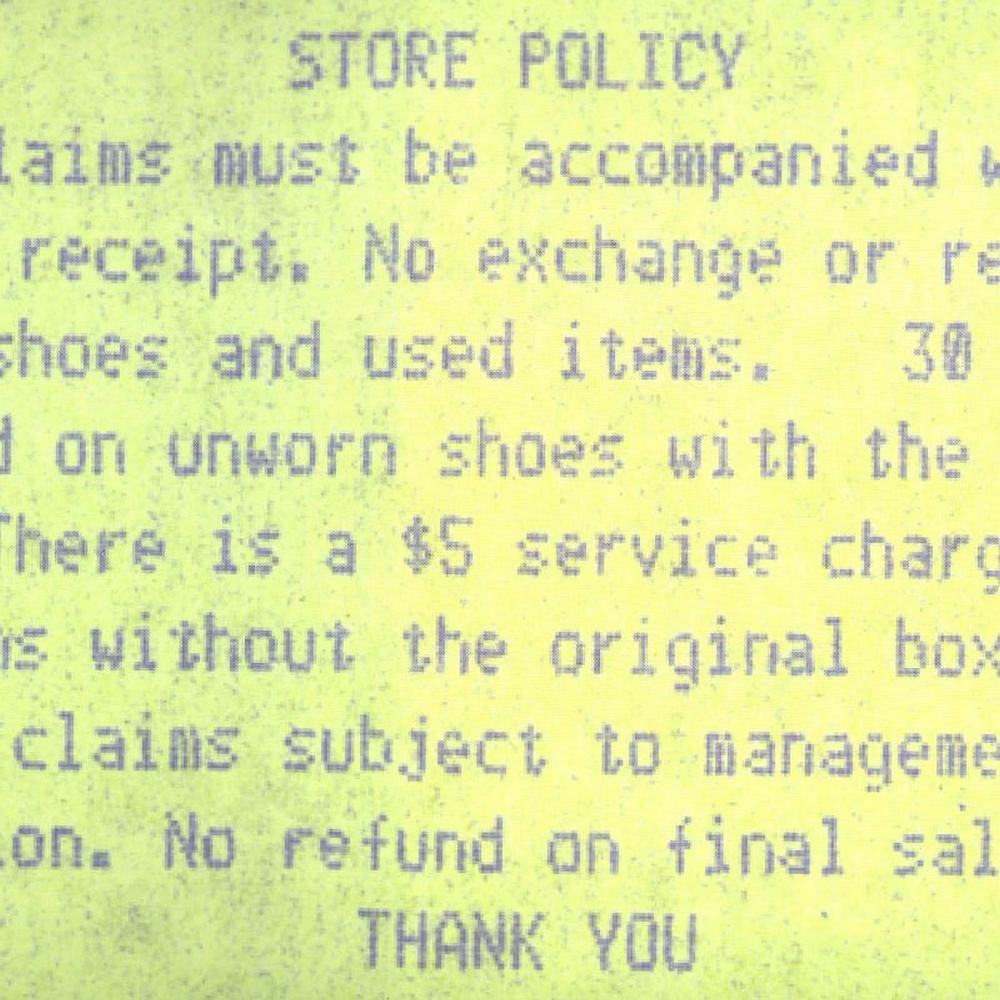 STORE POLICY
laims must be accompanied w
receipt. No exchange or re
shoes and used items. 30
d on unworn shoes with the
There is a $5 service charg
ns without the original box
claims subject to manageme
ion. No refund on final sal
THANK YOU